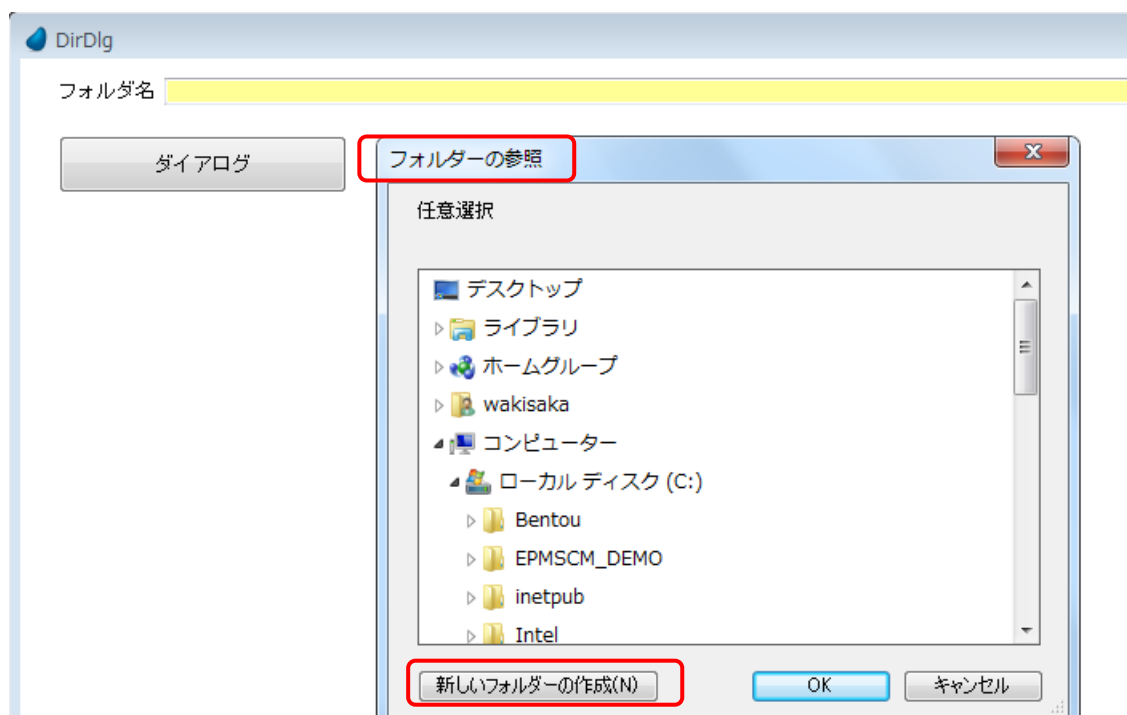 DirDlg
フォルダ名
ダイアログ
フォルダーの参照
任意選択
デスクトップ
ライブラリ
ホームグループ
wakisaka
コンピューター
ローカル ディスク (C:)
Bentou
EPMSCM_DEMO
inetpub
Intel
新しいフォルダーの作成(N) OK キャンセル